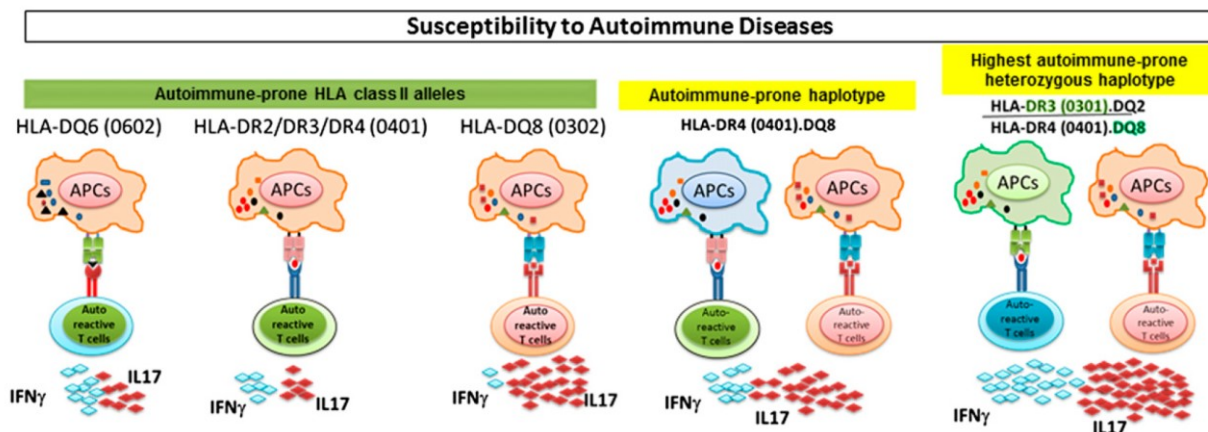 Susceptibility to Autoimmune Diseases
Autoimmune-prone HLA class II alleles
Autoimmune-prone haplotype
Highest autoimmune-prone
heterozygous haplotype
HLA-DQ6 (0602)
HLA-DR2/DR3/DR4 (0401)
HLA-DQ8 (0302)
HLA-DR4 (0401).DQ8
HLA-DR3 (0301).DQ2
HLA-DR4 (0401).DQ8
APCs
APCs
APCs
APCs
APCs
APCs
APCs
Auto
reactive
T cells
Auto
reactive
T cells
Auto
reactive
T cells
Auto-
reactive
T cells
Auto-
reactive
T cells
Auto-
reactive
T cells
Auto-
reactive
T cells
IFNγ
IL17
IFNγ
IL17
IFNγ
IL17
IFNγ
IL17
IFNγ
IL17